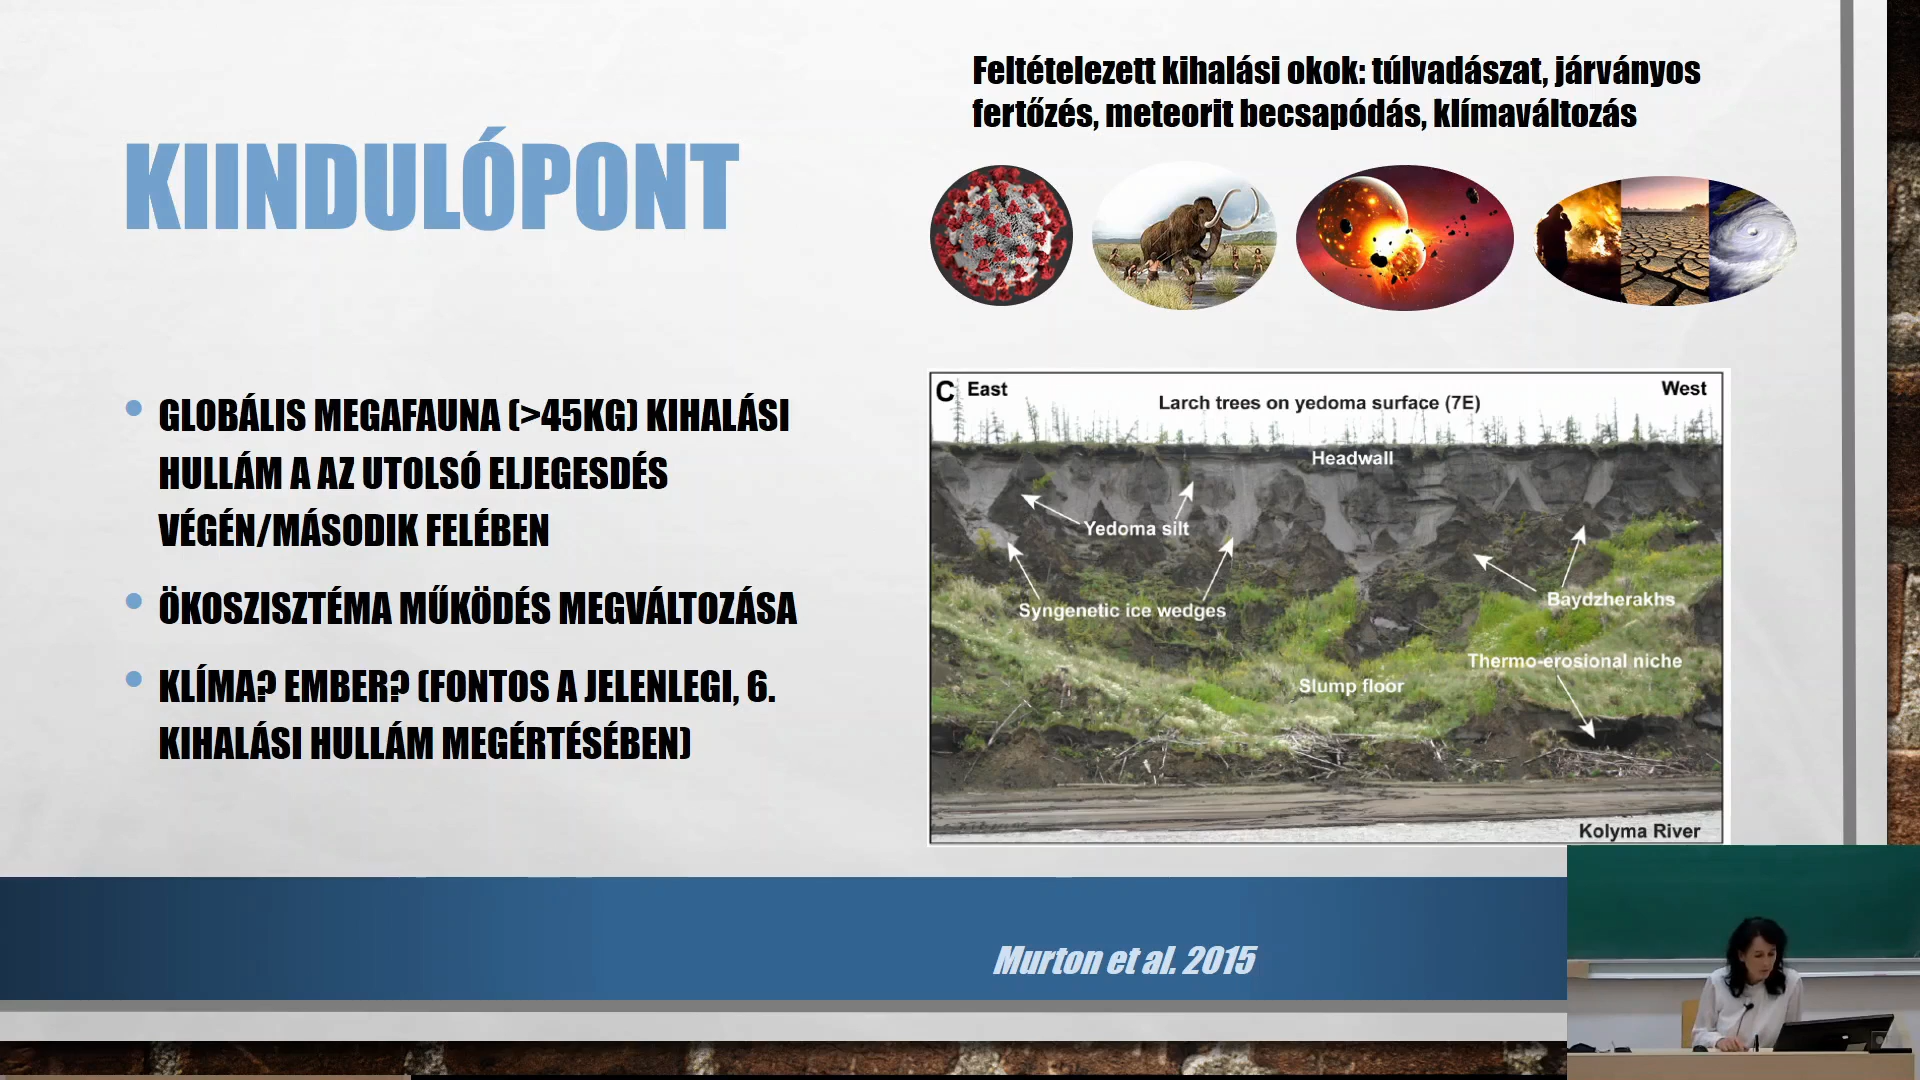 KIINDULÓPONT
Feltételezett kihalási okok: túlvadászat, járványos
fertőzés, meteorit becsapódás, klímaváltozás
GLOBÁLIS MEGAFAUNA (>45KG) KIHALÁSI
HULLÁM A AZ UTOLSÓ ELJEGESDÉS
VÉGÉN/MÁSODIK FELÉBEN
ÖKOSZISZTÉMA MŰKÖDÉS MEGVÁLTOZÁSA
KLÍMA? EMBER? (FONTOS A JELENLEGI, 6.
KIHALÁSI HULLÁM MEGÉRTÉSÉBEN)
C East
West
Larch trees on yedoma surface (7E)
Headwall
Yedoma silt
Baydzherakhs
Syngenetic ice wedges
Thermo-erosional niche
Slump floor
Kolyma River
Murton et al. 2015